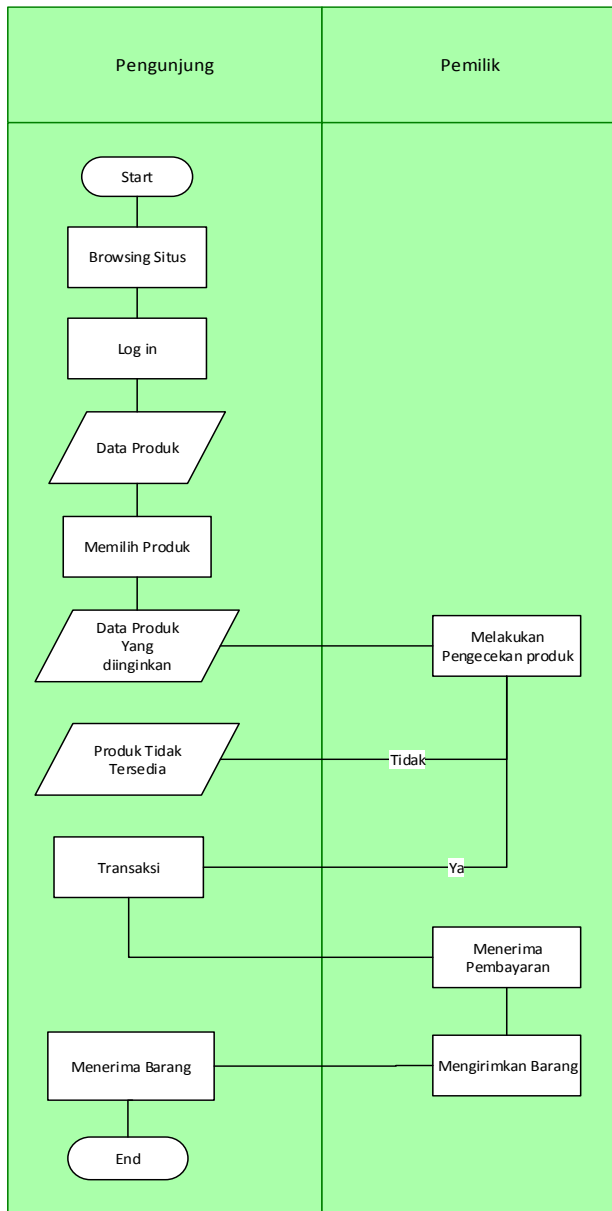 Pengunjung
Pemilik
Start
Browsing Situs
Log in
Data Produk
Memilih Produk
Data Produk
Yang
diinginkan
Melakukan
Pengecekan produk
Produk Tidak
Tersedia
Tidak
Transaksi
Ya
Menerima
Pembayaran
Menerima Barang
Mengirimkan Barang
End